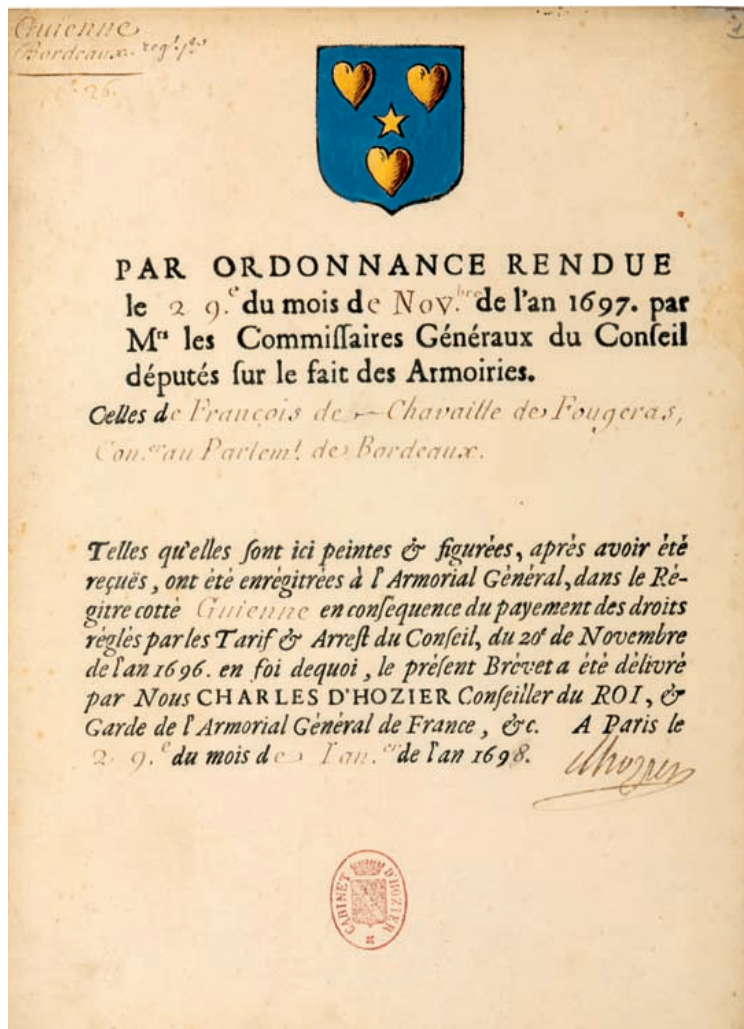 Guienne
Bordeaux. reg.t p.er
26.
PAR ORDONNANCE RENDUE
le 29.e du mois de Nov.bre de l'an 1697. par
Mrs les Commiſſaires Généraux du Conſeil
députés ſur le fait des Armoiries.
Celles de François de Chavaille de Fougeras,
Con.er au Parlem.t de Bordeaux.
Telles qu'elles ſont ici peintes & figurées, après avoir été
reçuës, ont été enrégitrées à l'Armorial Général, dans le Ré-
gitre cotté Guienne en conſequence du payement des droits
réglés par les Tarif & Arreſt du Conſeil, du 20e de Novembre
de l'an 1696. en foi dequoi, le préſent Brévet a été délivré
par Nous CHARLES D'HOZIER Conſeiller du ROI, &
Garde de l'Armorial Général de France, &c. A Paris le
29.e du mois de Jan.er de l'an 1698.
dhozier
CABINET D'HOZIER